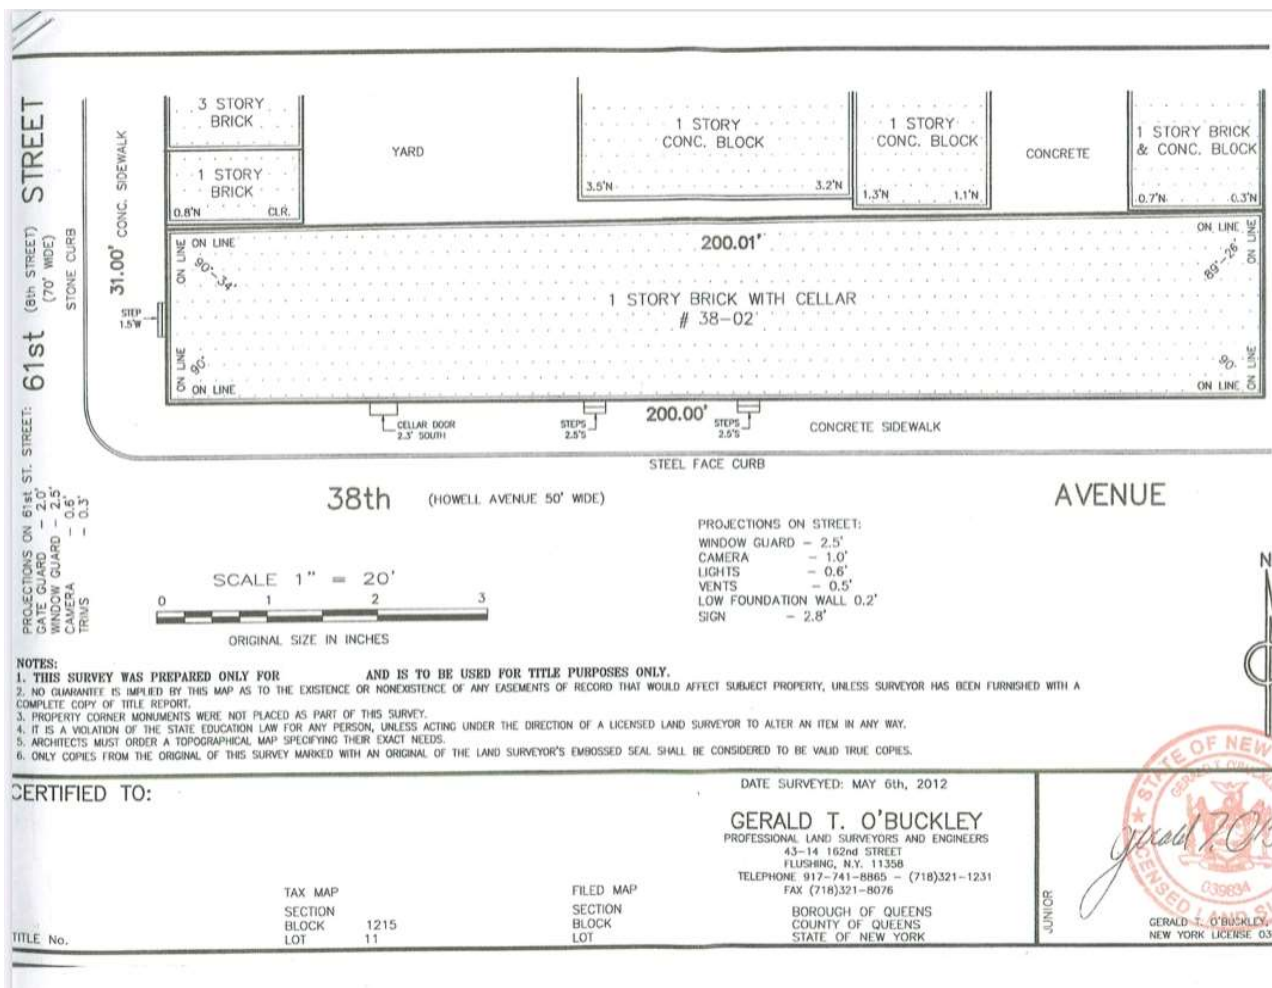 3 STORY
BRICK
1 STORY
BRICK
0.8'N CLR.
YARD
1 STORY
CONC. BLOCK
3.5'N 3.2'N
1 STORY
CONC. BLOCK
1.3'N 1.1'N
CONCRETE
1 STORY BRICK
& CONC. BLOCK
0.7'N 0.3'N
61st (8th STREET) STREET
(70' WIDE)
STONE CURB
31.00' CONC. SIDEWALK
STEP
1.5'W
ON LINE
ON LINE
90°-34'
200.01'
ON LINE
ON LINE
89°-26'
1 STORY BRICK WITH CELLAR
# 38-02
ON LINE
90°
ON LINE
90°
ON LINE
ON LINE
CELLAR DOOR
2.3' SOUTH
STEPS
2.5'S
200.00'
STEPS
2.5'S
CONCRETE SIDEWALK
STEEL FACE CURB
38th (HOWELL AVENUE 50' WIDE) AVENUE
PROJECTIONS ON 61st ST. STREET:
GATE GUARD - 2.0'
WINDOW GUARD - 2.5'
CAMERA - 0.6'
TRIMS - 0.3'
PROJECTIONS ON STREET:
WINDOW GUARD - 2.5'
CAMERA - 1.0'
LIGHTS - 0.6'
VENTS - 0.5'
LOW FOUNDATION WALL 0.2'
SIGN - 2.8'
N
SCALE 1" = 20'
0 1 2 3
ORIGINAL SIZE IN INCHES
NOTES:
1. THIS SURVEY WAS PREPARED ONLY FOR AND IS TO BE USED FOR TITLE PURPOSES ONLY.
2. NO GUARANTEE IS IMPLIED BY THIS MAP AS TO THE EXISTENCE OR NONEXISTENCE OF ANY EASEMENTS OF RECORD THAT WOULD AFFECT SUBJECT PROPERTY, UNLESS SURVEYOR HAS BEEN FURNISHED WITH A
COMPLETE COPY OF TITLE REPORT.
3. PROPERTY CORNER MONUMENTS WERE NOT PLACED AS PART OF THIS SURVEY.
4. IT IS A VIOLATION OF THE STATE EDUCATION LAW FOR ANY PERSON, UNLESS ACTING UNDER THE DIRECTION OF A LICENSED LAND SURVEYOR TO ALTER AN ITEM IN ANY WAY.
5. ARCHITECTS MUST ORDER A TOPOGRAPHICAL MAP SPECIFYING THEIR EXACT NEEDS.
6. ONLY COPIES FROM THE ORIGINAL OF THIS SURVEY MARKED WITH AN ORIGINAL OF THE LAND SURVEYOR'S EMBOSSED SEAL SHALL BE CONSIDERED TO BE VALID TRUE COPIES.
CERTIFIED TO:
TITLE No.
TAX MAP
SECTION
BLOCK 1215
LOT 11
FILED MAP
SECTION
BLOCK
LOT
DATE SURVEYED: MAY 6th, 2012
GERALD T. O'BUCKLEY
PROFESSIONAL LAND SURVEYORS AND ENGINEERS
43-14 162nd STREET
FLUSHING, N.Y. 11358
TELEPHONE 917-741-8865 - (718)321-1231
FAX (718)321-8076
BOROUGH OF QUEENS
COUNTY OF QUEENS
STATE OF NEW YORK
JUNIOR
STATE OF NEW
039634
GERALD T. O'BUCKLEY,
NEW YORK LICENSE 03